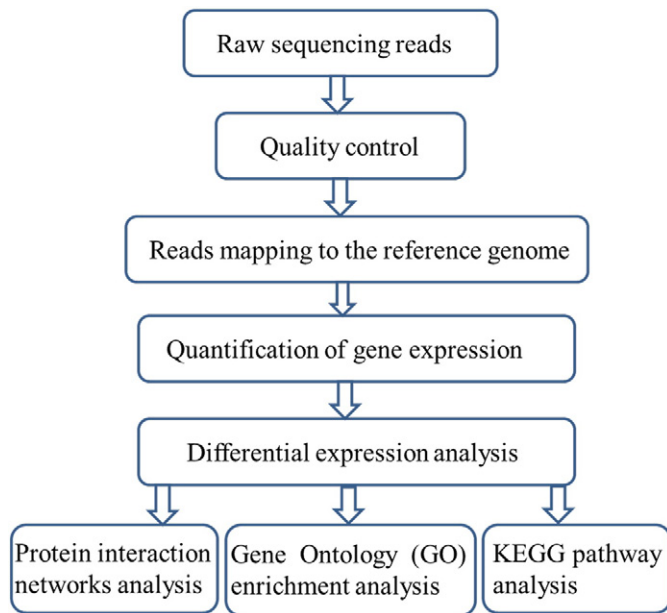 Raw sequencing reads
Quality control
Reads mapping to the reference genome
Quantification of gene expression
Differential expression analysis
Protein interaction
networks analysis
Gene Ontology (GO)
enrichment analysis
KEGG pathway
analysis